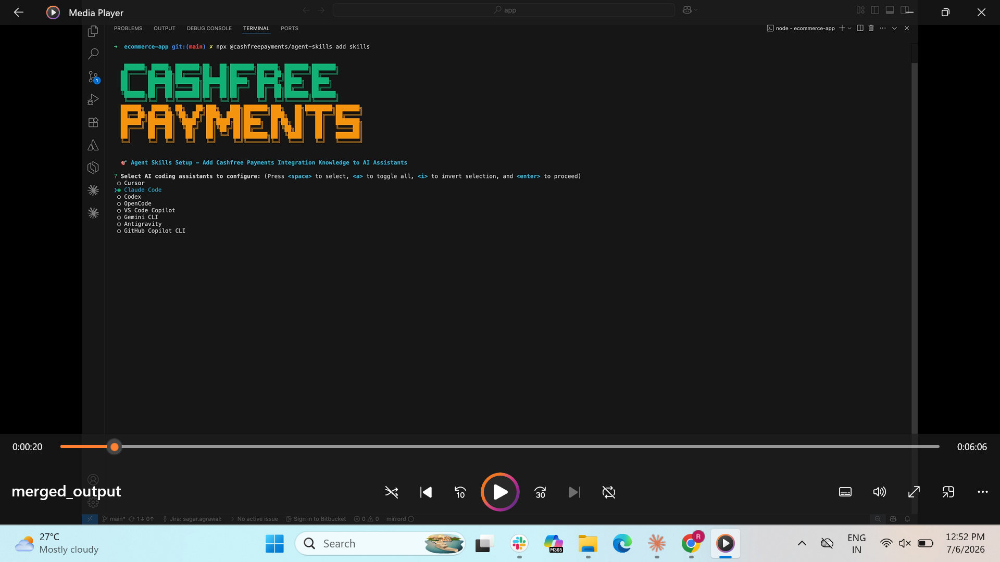 Media Player
app
PROBLEMS OUTPUT DEBUG CONSOLE TERMINAL PORTS
node - ecommerce-app
→ ecommerce-app git:(main) ✗ npx @cashfreepayments/agent-skills add skills
CASHFREE
PAYMENTS
1
Agent Skills Setup – Add Cashfree Payments Integration Knowledge to AI Assistants
? Select AI coding assistants to configure: (Press <space> to select, <a> to toggle all, <i> to invert selection, and <enter> to proceed)
Cursor
❯ Claude Code
Codex
OpenCode
VS Code Copilot
Gemini CLI
Antigravity
GitHub Copilot CLI
0:00:20
0:06:06
merged_output
10
30
main* 1↓ 0↑ Jira: sagar.agrawal: No active issue Sign in to Bitbucket 0 0 mirrord
27°C
Mostly cloudy
Search
M365
R
ENG
IN
12:52 PM
7/6/2026